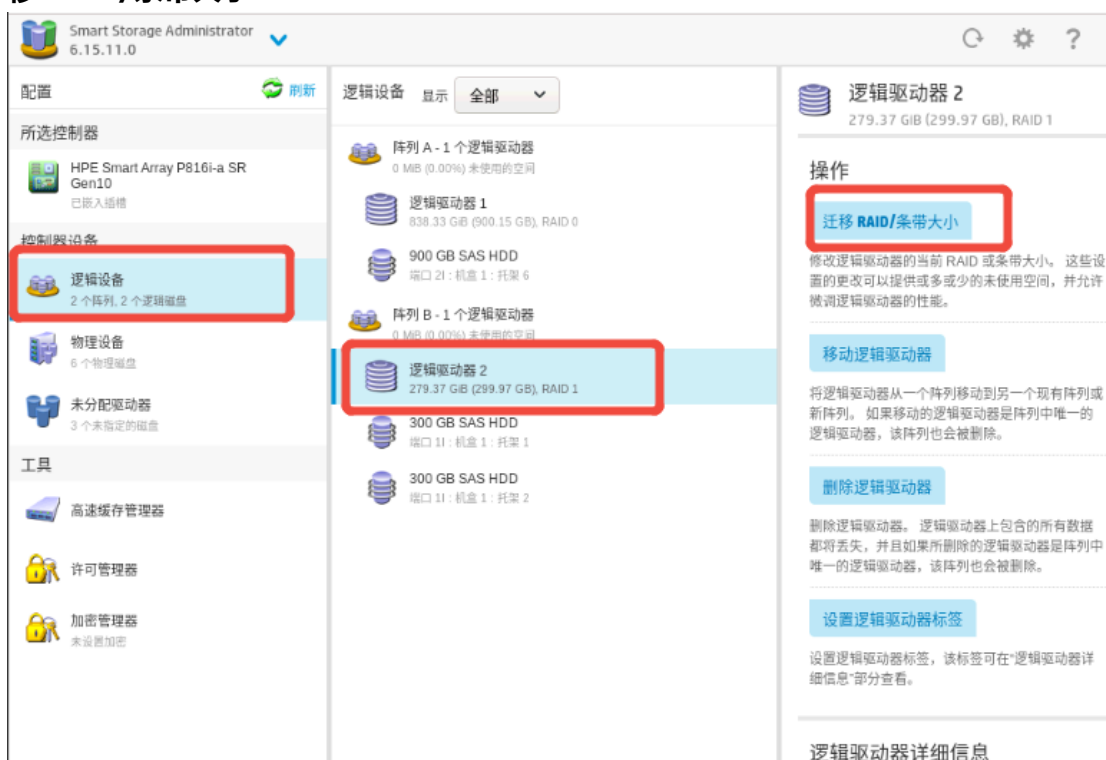 Smart Storage Administrator
6.15.11.0
配置
刷新
所选控制器
HPE Smart Array P816i-a SR
Gen10
已嵌入插槽
控制器设备
逻辑设备
2 个阵列, 2 个逻辑磁盘
物理设备
6 个物理磁盘
未分配驱动器
3 个未指定的磁盘
工具
高速缓存管理器
许可管理器
加密管理器
未设置加密
逻辑设备 显示 全部
阵列 A - 1 个逻辑驱动器
0 MiB (0.00%) 未使用的空间
逻辑驱动器 1
838.33 GiB (900.15 GB), RAID 0
900 GB SAS HDD
端口 2I : 机盒 1 : 托架 6
阵列 B - 1 个逻辑驱动器
0 MiB (0.00%) 未使用的空间
逻辑驱动器 2
279.37 GiB (299.97 GB), RAID 1
300 GB SAS HDD
端口 1I : 机盒 1 : 托架 1
300 GB SAS HDD
端口 1I : 机盒 1 : 托架 2
逻辑驱动器 2
279.37 GiB (299.97 GB), RAID 1
操作
迁移 RAID/条带大小
修改逻辑驱动器的当前 RAID 或条带大小。 这些设
置的更改可以提供或多或少的未使用空间，并允许
微调逻辑驱动器的性能。
移动逻辑驱动器
将逻辑驱动器从一个阵列移动到另一个现有阵列或
新阵列。 如果移动的逻辑驱动器是阵列中唯一的
逻辑驱动器，该阵列也会被删除。
删除逻辑驱动器
删除逻辑驱动器。 逻辑驱动器上包含的所有数据
都将丢失，并且如果所删除的逻辑驱动器是阵列中
唯一的逻辑驱动器，该阵列也会被删除。
设置逻辑驱动器标签
设置逻辑驱动器标签，该标签可在“逻辑驱动器详
细信息”部分查看。
逻辑驱动器详细信息